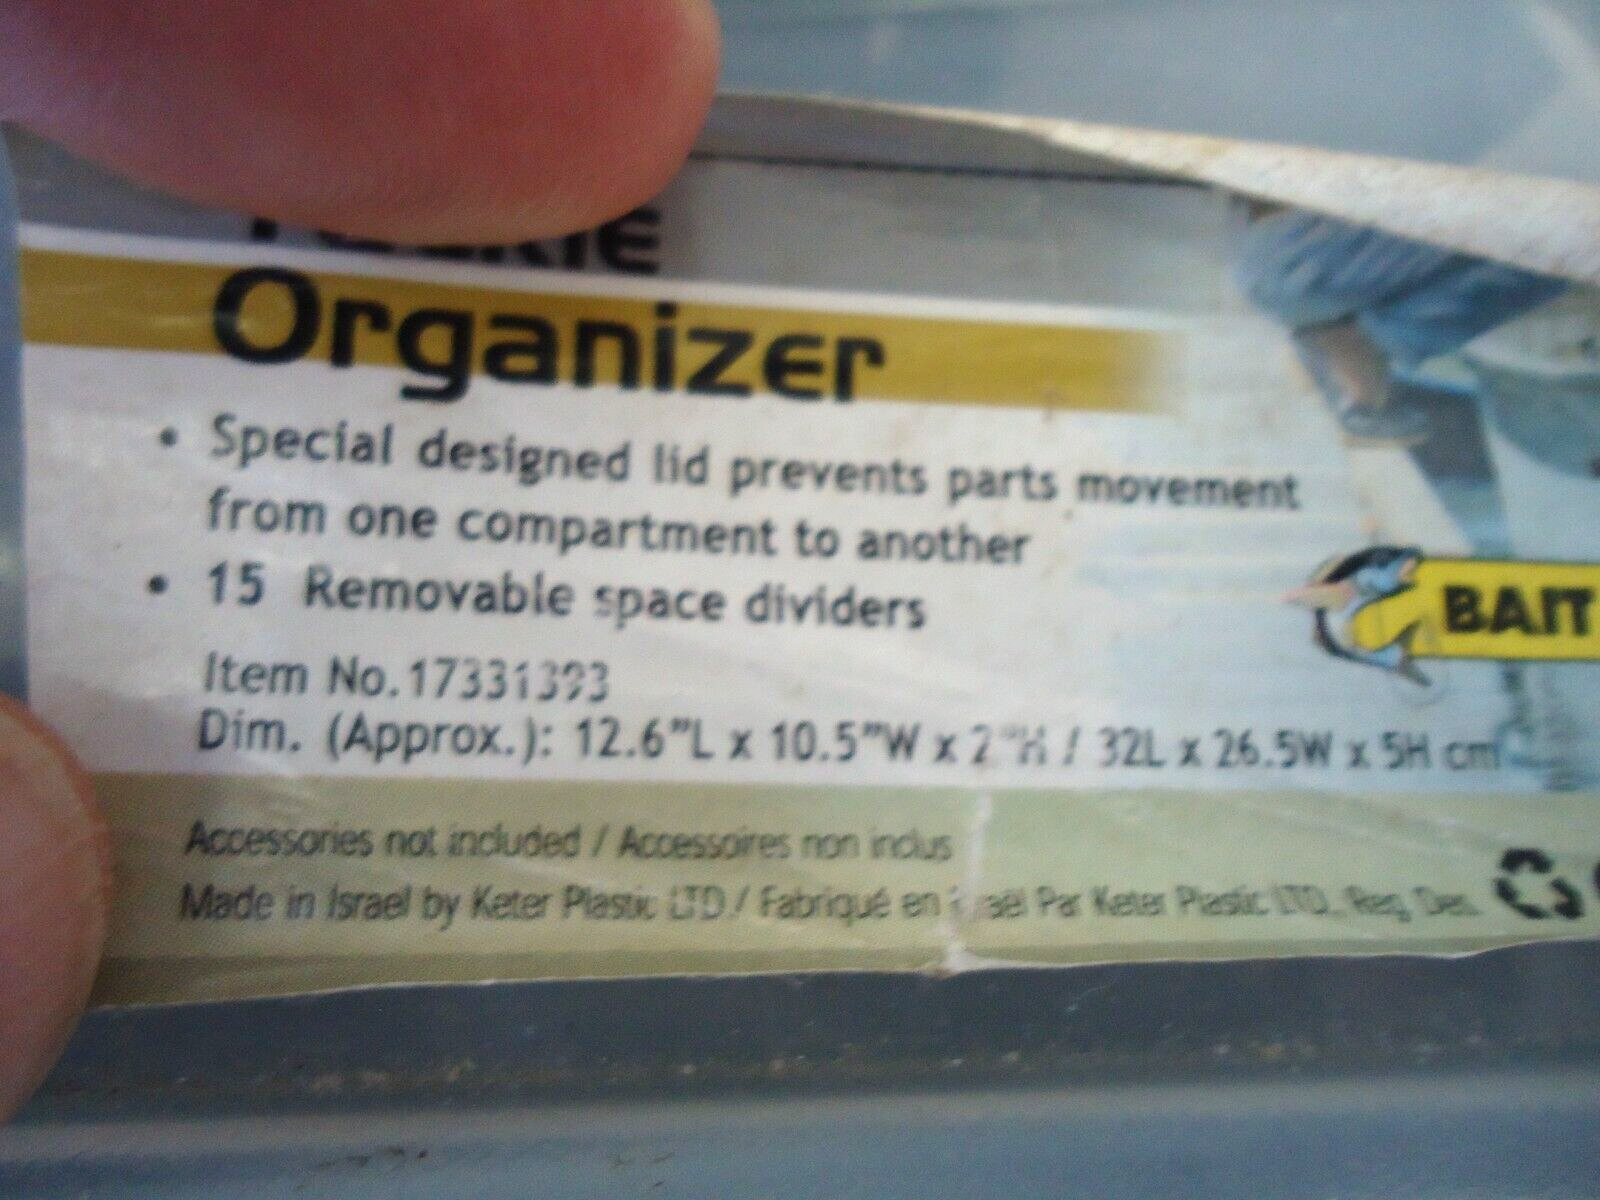 Organizer
• Special designed lid prevents parts movement
from one compartment to another
• 15 Removable space dividers
BAIT
Item No.17331393
Dim. (Approx.): 12.6"L x 10.5"W x 2"H / 32L x 26.5W x 5H cm
Accessories not included / Accessoires non inclus
Made in Israel by Keter Plastic LTD / Fabriqué en Israël Par Keter Plastic LTD., Reg. Des.